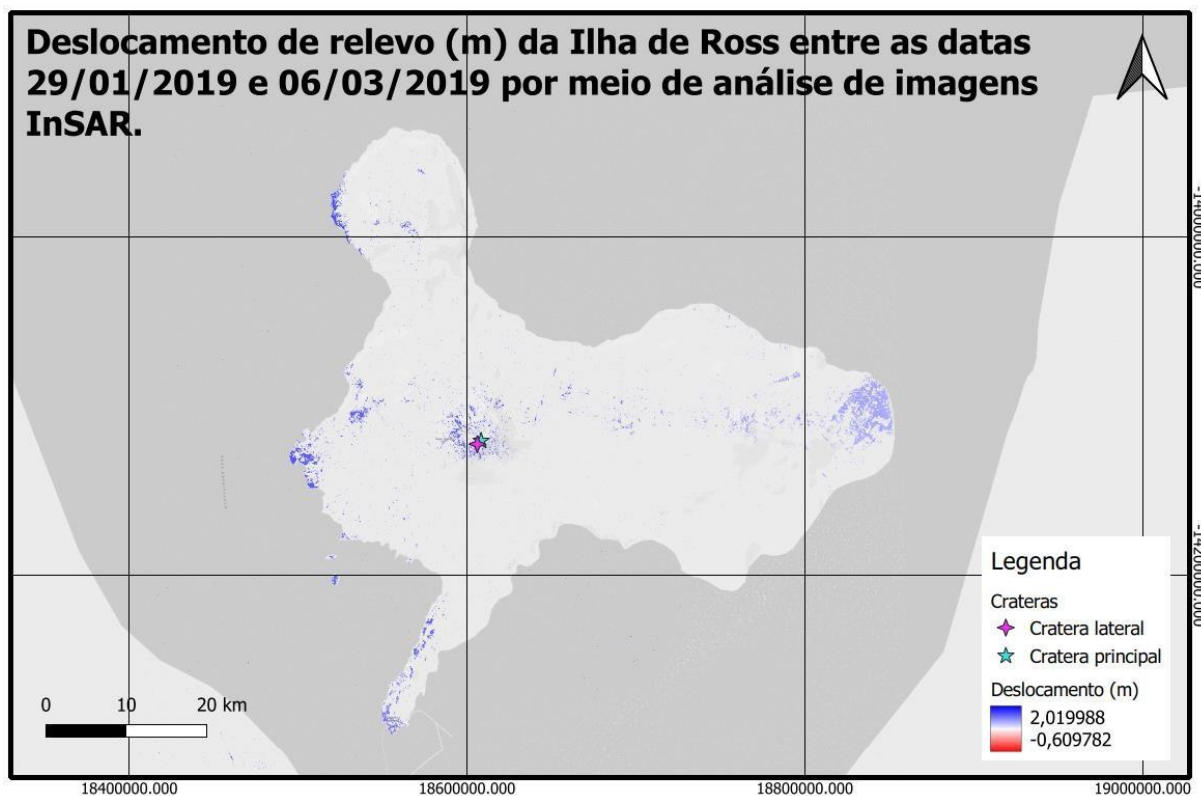 Deslocamento de relevo (m) da Ilha de Ross entre as datas
29/01/2019 e 06/03/2019 por meio de análise de imagens
InSAR.
-14000000.000
-14200000.000
Legenda
Crateras
Cratera lateral
Cratera principal
Deslocamento (m)
2,019988
-0,609782
0 10 20 km
18400000.000 18600000.000 18800000.000 19000000.000